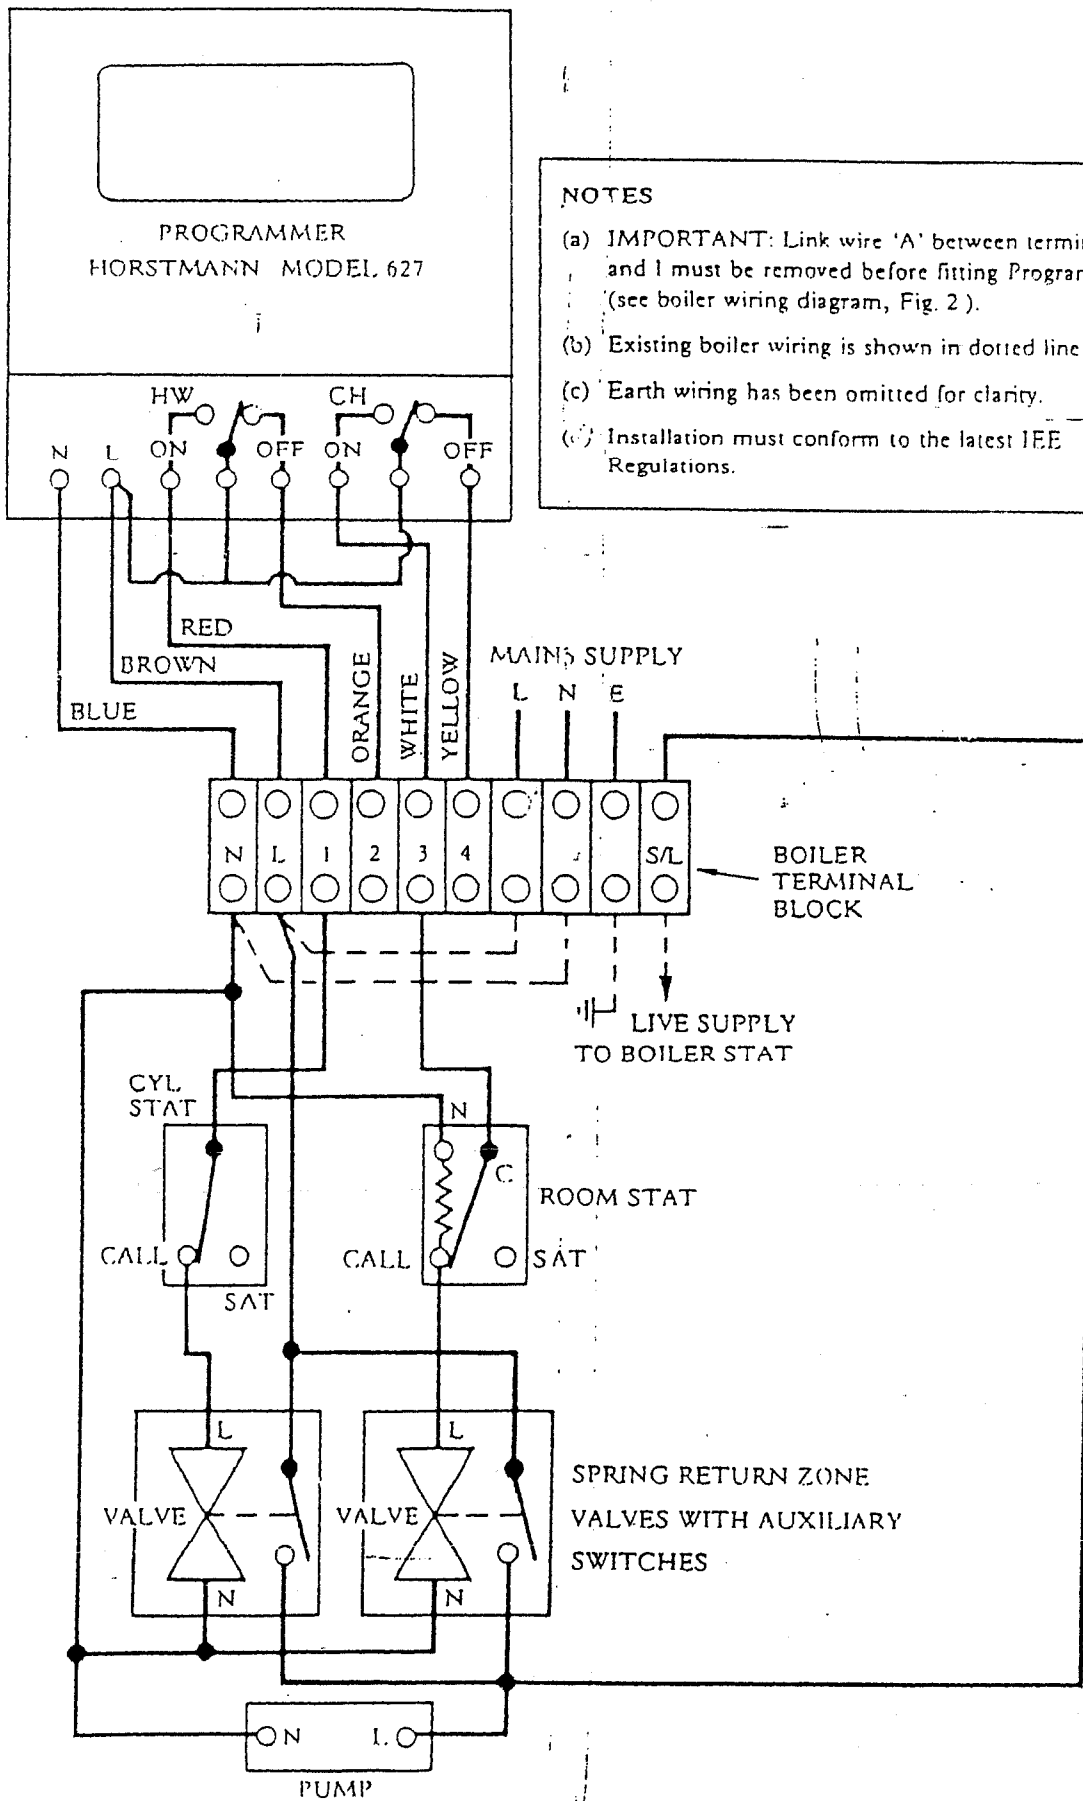 PROGRAMMER
HORSTMANN MODEL 627
NOTES
(a) IMPORTANT: Link wire 'A' between termin
and 1 must be removed before fitting Program
(see boiler wiring diagram, Fig. 2 ).
(b) Existing boiler wiring is shown in dotted line
(c) Earth wiring has been omitted for clarity.
Installation must conform to the latest IEE
Regulations.
HW CH
N L ON OFF ON OFF
RED
BROWN
BLUE
ORANGE
WHITE
YELLOW
MAINS SUPPLY
L N E
N L 1 2 3 4 S/L
BOILER
TERMINAL
BLOCK
LIVE SUPPLY
TO BOILER STAT
CYL
STAT
N
C
ROOM STAT
CALL
SAT
CALL
SAT
L
L
VALVE
VALVE
N
N
SPRING RETURN ZONE
VALVES WITH AUXILIARY
SWITCHES
N L
PUMP